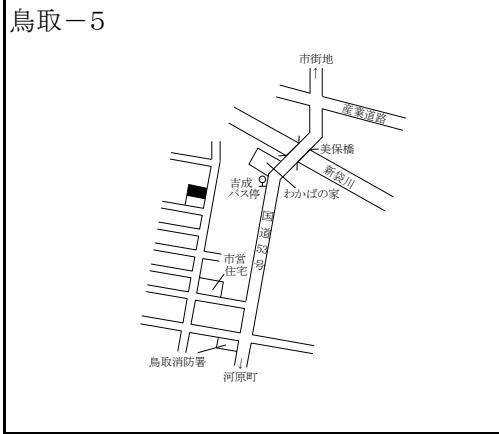 鳥取－5
市街地
↑
産業道路
美保橋
新袋川
吉成
バス停
わかばの家
国道53号
市営
住宅
鳥取消防署
↓
河原町